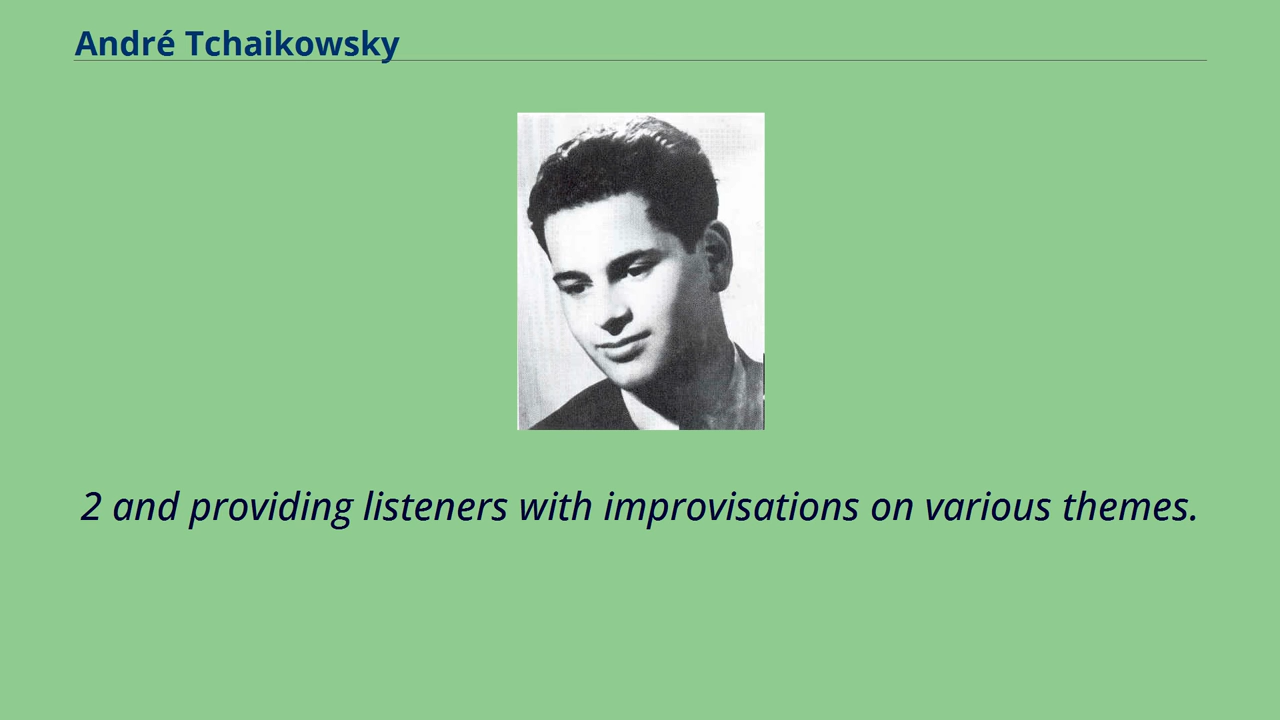 André Tchaikowsky
2 and providing listeners with improvisations on various themes.